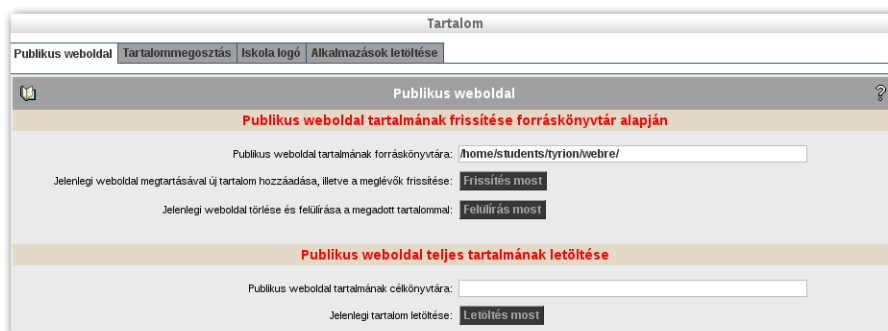 Tartalom
Publikus weboldal Tartalommegosztás Iskola logó Alkalmazások letöltése
Publikus weboldal ?
Publikus weboldal tartalmának frissítése forráskönyvtár alapján
Publikus weboldal tartalmának forráskönyvtára: /home/students/tyrion/webre/
Jelenlegi weboldal megtartásával új tartalom hozzáadása, illetve a meglévők frissítése: Frissítés most
Jelenlegi weboldal törlése és felülírása a megadott tartalommal: Felülírás most
Publikus weboldal teljes tartalmának letöltése
Publikus weboldal tartalmának célkönyvtára:
Jelenlegi tartalom letöltése: Letöltés most